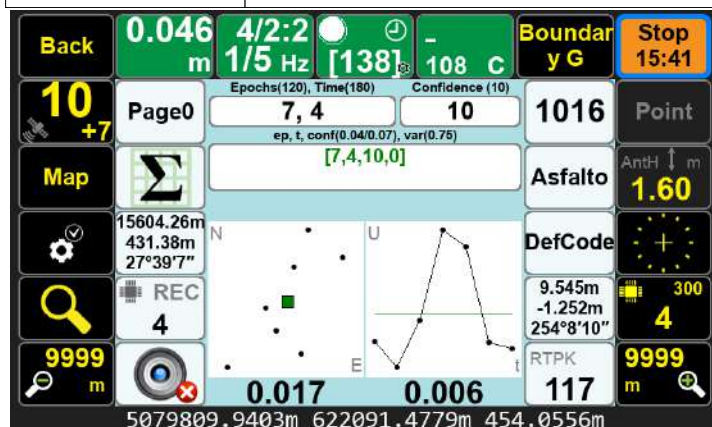 Back
0.046
m
4/2:2
1/5 Hz
[138]
-
108 C
Boundar
y G
Stop
15:41
10
+7
Page0
Epochs(120), Time(180)
7, 4
Confidence (10)
10
1016
Point
ep, t, conf(0.04/0.07), var(0.75)
[7,4,10,0]
Map
Σ
Asfalto
AntH m
1.60
15604.26m
431.38m
27°39'7"
N
E
U
t
DefCode
REC
4
9.545m
-1.252m
254°8'10"
300
4
9999
m
0.017
0.006
RTPK
117
9999
m
5079809.9403m 622091.4779m 454.0556m